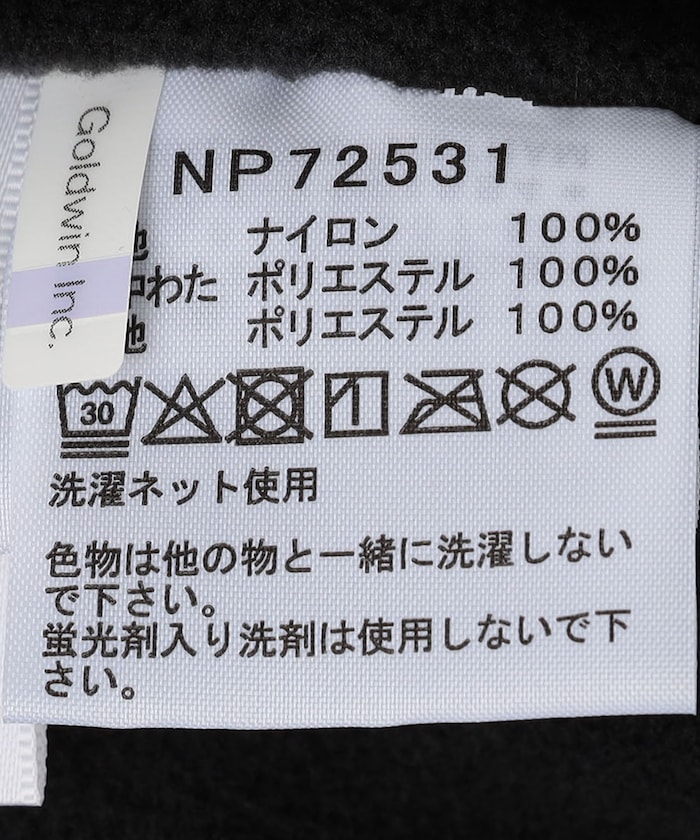 Goldwin Inc.
NP72531
ナイロン 100%
中わた ポリエステル 100%
ポリエステル 100%
30
W
洗濯ネット使用
色物は他の物と一緒に洗濯しない
で下さい。
蛍光剤入り洗剤は使用しないで下
さい。